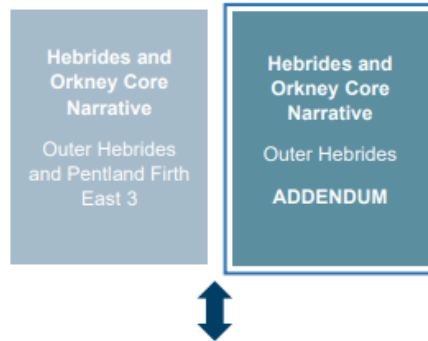 Hebrides and
Orkney Core
Narrative
Outer Hebrides
and Pentland Firth
East 3
Hebrides and
Orkney Core
Narrative
Outer Hebrides
ADDENDUM